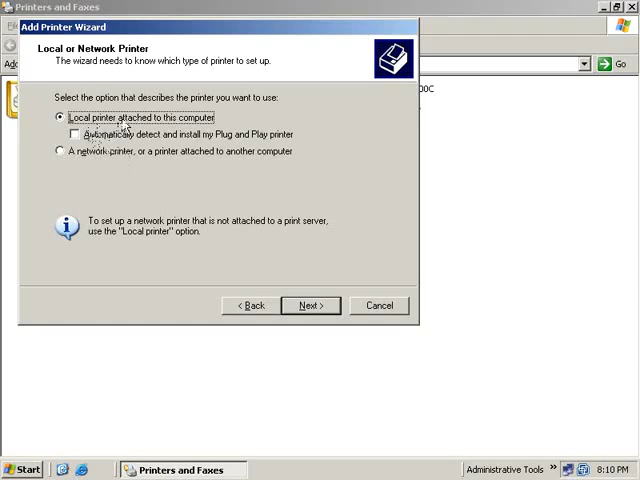 Printers and Faxes
Add Printer Wizard
Local or Network Printer
The wizard needs to know which type of printer to set up.
Go
Select the option that describes the printer you want to use:
Local printer attached to this computer
Automatically detect and install my Plug and Play printer
A network printer, or a printer attached to another computer
To set up a network printer that is not attached to a print server,
use the "Local printer" option.
< Back
Next >
Cancel
Start
Printers and Faxes
Administrative Tools
8:10 PM